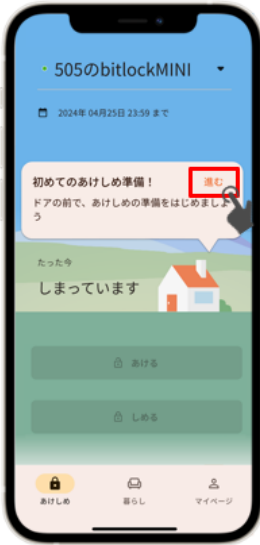 505のbitlockMINI
2024年 04月25日 23:59 まで
初めてのあけしめ準備！ 進む
ドアの前で、あけしめの準備をはじめましょ
う
たった今
しまっています
あける
しめる
あけしめ 暮らし マイページ